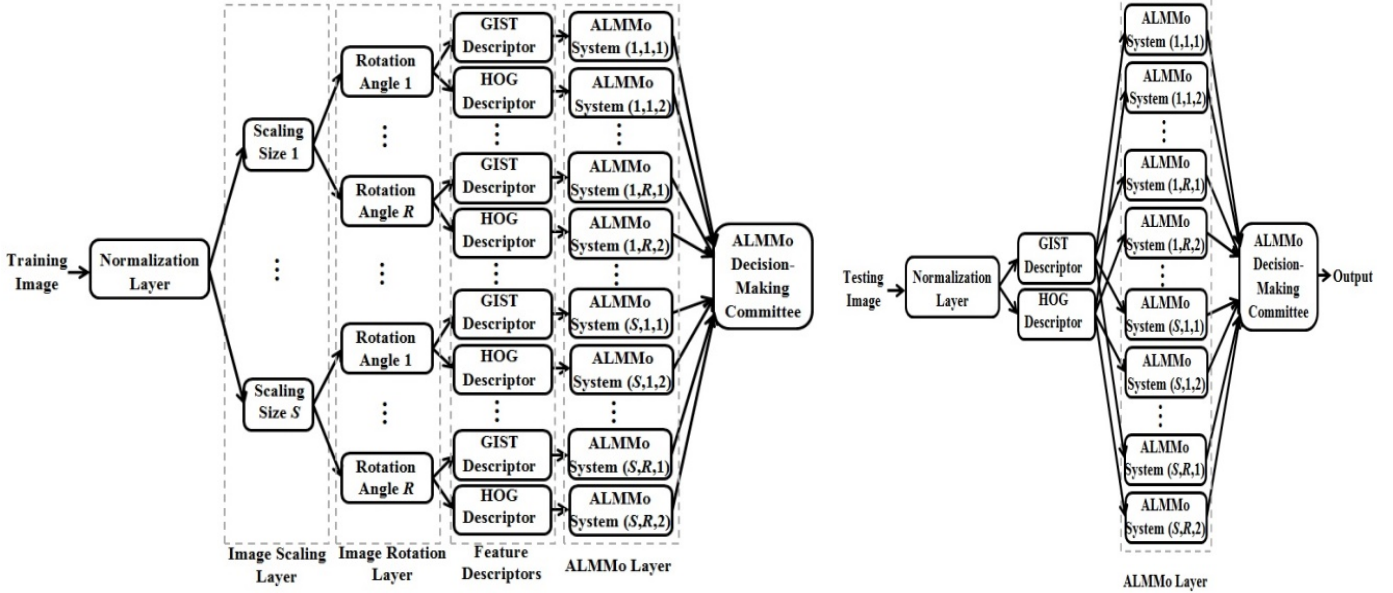 Training
Image
Normalization
Layer
Scaling
Size 1
⋮
Scaling
Size S
Rotation
Angle 1
⋮
Rotation
Angle R
⋮
Rotation
Angle 1
⋮
Rotation
Angle R
GIST
Descriptor
HOG
Descriptor
⋮
GIST
Descriptor
HOG
Descriptor
⋮
GIST
Descriptor
HOG
Descriptor
⋮
GIST
Descriptor
HOG
Descriptor
ALMMo
System (1,1,1)
ALMMo
System (1,1,2)
⋮
ALMMo
System (1,R,1)
ALMMo
System (1,R,2)
⋮
ALMMo
System (S,1,1)
ALMMo
System (S,1,2)
⋮
ALMMo
System (S,R,1)
ALMMo
System (S,R,2)
ALMMo
Decision-
Making
Committee
Image Scaling
Layer
Image Rotation
Layer
Feature
Descriptors
ALMMo Layer
Testing
Image
Normalization
Layer
GIST
Descriptor
HOG
Descriptor
ALMMo
System (1,1,1)
ALMMo
System (1,1,2)
⋮
ALMMo
System (1,R,1)
ALMMo
System (1,R,2)
⋮
ALMMo
System (S,1,1)
ALMMo
System (S,1,2)
⋮
ALMMo
System (S,R,1)
ALMMo
System (S,R,2)
ALMMo
Decision-
Making
Committee
Output
ALMMo Layer